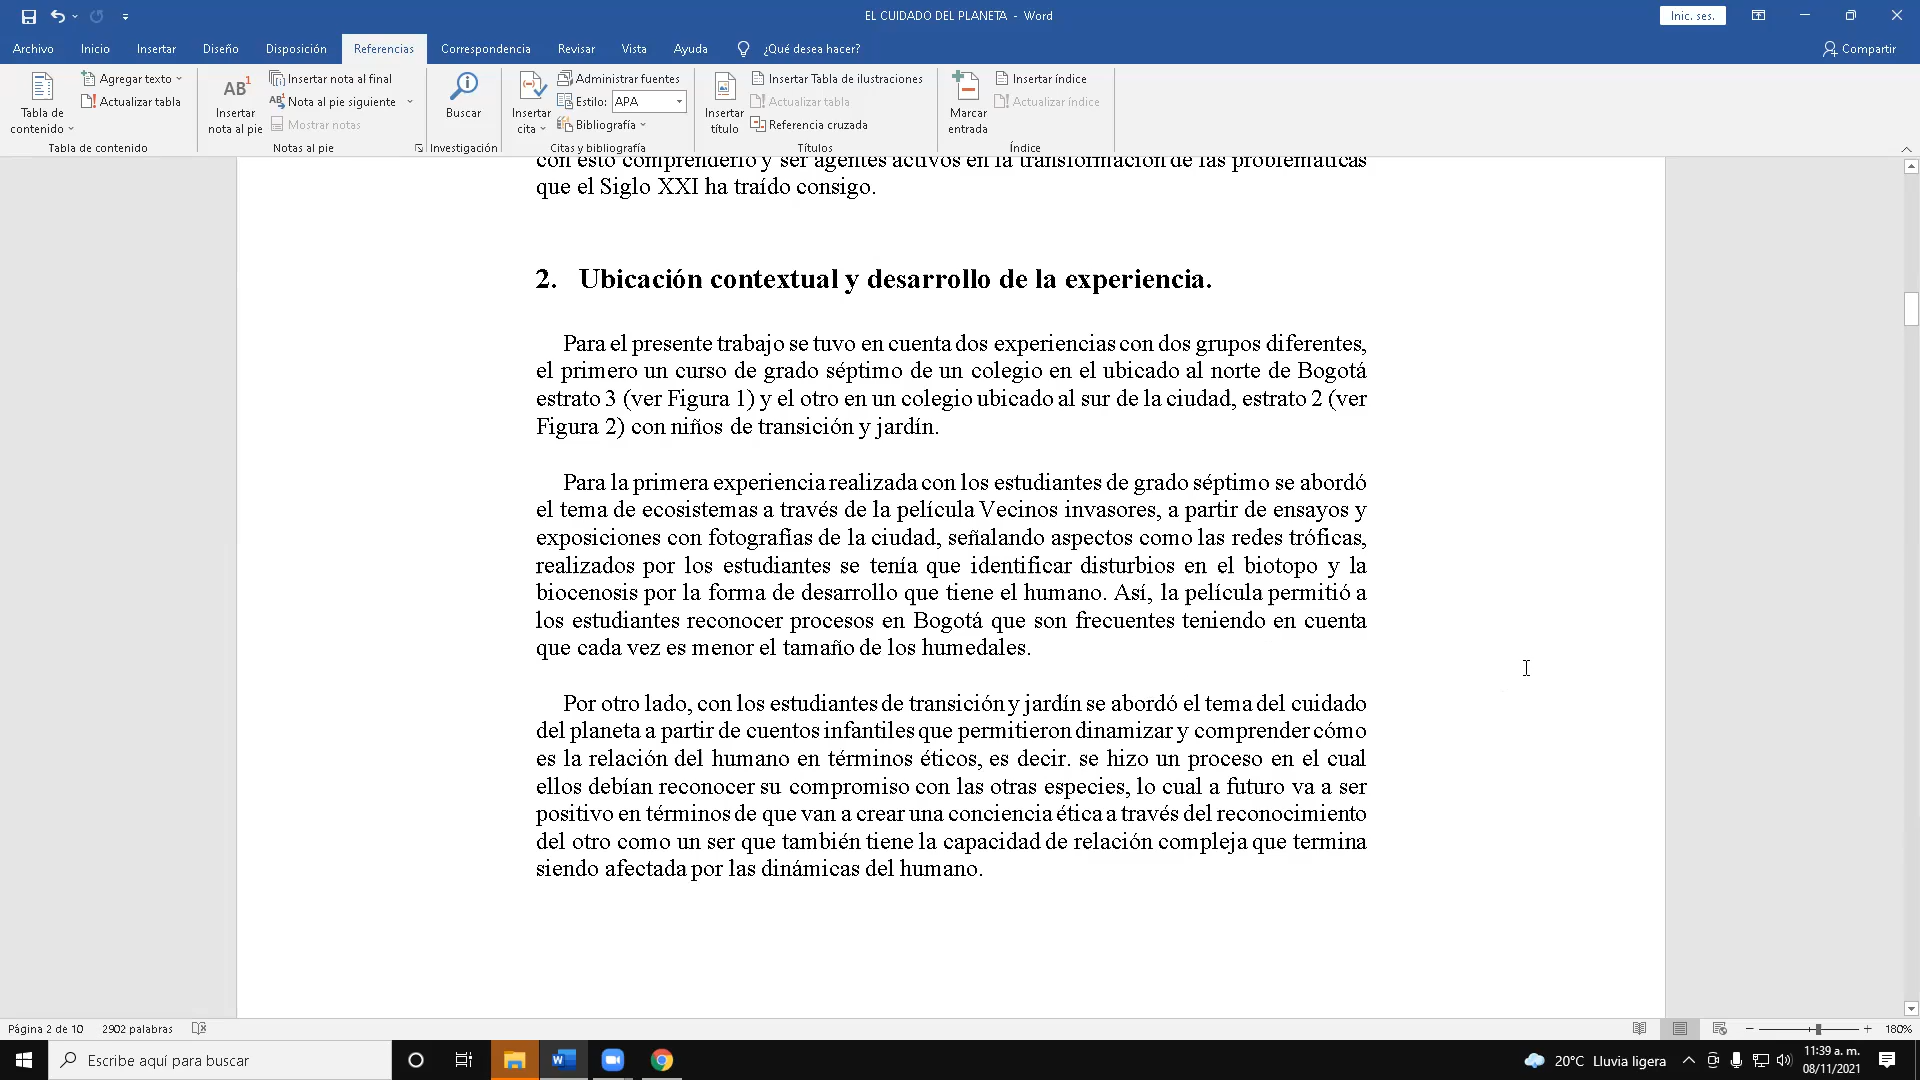 EL CUIDADO DEL PLANETA - Word
Inic. ses.
Archivo Inicio Insertar Diseño Disposición Referencias Correspondencia Revisar Vista Ayuda ¿Qué desea hacer? Compartir
Tabla de contenido
Agregar texto
Actualizar tabla
Tabla de contenido
AB1
Insertar nota al pie
Insertar nota al final
Nota al pie siguiente
Mostrar notas
Notas al pie
Buscar
Investigación
Insertar cita
Administrar fuentes
Estilo: APA
Bibliografía
Citas y bibliografía
Insertar título
Insertar Tabla de ilustraciones
Actualizar tabla
Referencia cruzada
Títulos
Marcar entrada
Insertar índice
Actualizar índice
Índice
con esto comprenderlo y ser agentes activos en la transformación de las problemáticas
que el Siglo XXI ha traído consigo.
2. Ubicación contextual y desarrollo de la experiencia.
Para el presente trabajo se tuvo en cuenta dos experiencias con dos grupos diferentes,
el primero un curso de grado séptimo de un colegio en el ubicado al norte de Bogotá
estrato 3 (ver Figura 1) y el otro en un colegio ubicado al sur de la ciudad, estrato 2 (ver
Figura 2) con niños de transición y jardín.
Para la primera experiencia realizada con los estudiantes de grado séptimo se abordó
el tema de ecosistemas a través de la película Vecinos invasores, a partir de ensayos y
exposiciones con fotografías de la ciudad, señalando aspectos como las redes tróficas,
realizados por los estudiantes se tenía que identificar disturbios en el biotopo y la
biocenosis por la forma de desarrollo que tiene el humano. Así, la película permitió a
los estudiantes reconocer procesos en Bogotá que son frecuentes teniendo en cuenta
que cada vez es menor el tamaño de los humedales.
Por otro lado, con los estudiantes de transición y jardín se abordó el tema del cuidado
del planeta a partir de cuentos infantiles que permitieron dinamizar y comprender cómo
es la relación del humano en términos éticos, es decir. se hizo un proceso en el cual
ellos debían reconocer su compromiso con las otras especies, lo cual a futuro va a ser
positivo en términos de que van a crear una conciencia ética a través del reconocimiento
del otro como un ser que también tiene la capacidad de relación compleja que termina
siendo afectada por las dinámicas del humano.
Página 2 de 10 2902 palabras 180%
Escribe aquí para buscar
20°C Lluvia ligera
11:39 a. m.
08/11/2021